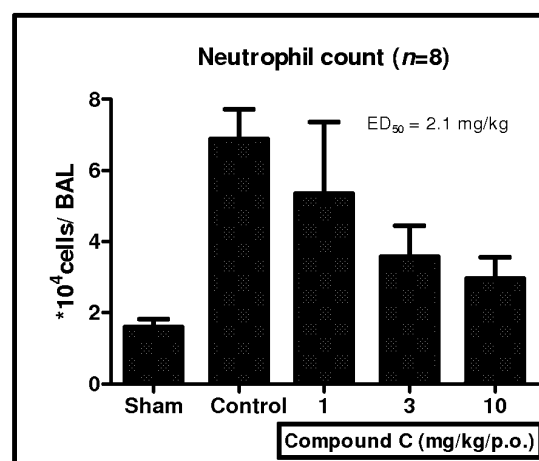 Neutrophil count (n=8)
ED50 = 2.1 mg/kg
*10^4cells/ BAL
8
6
4
2
0
Sham Control 1 3 10
Compound C (mg/kg/p.o.)